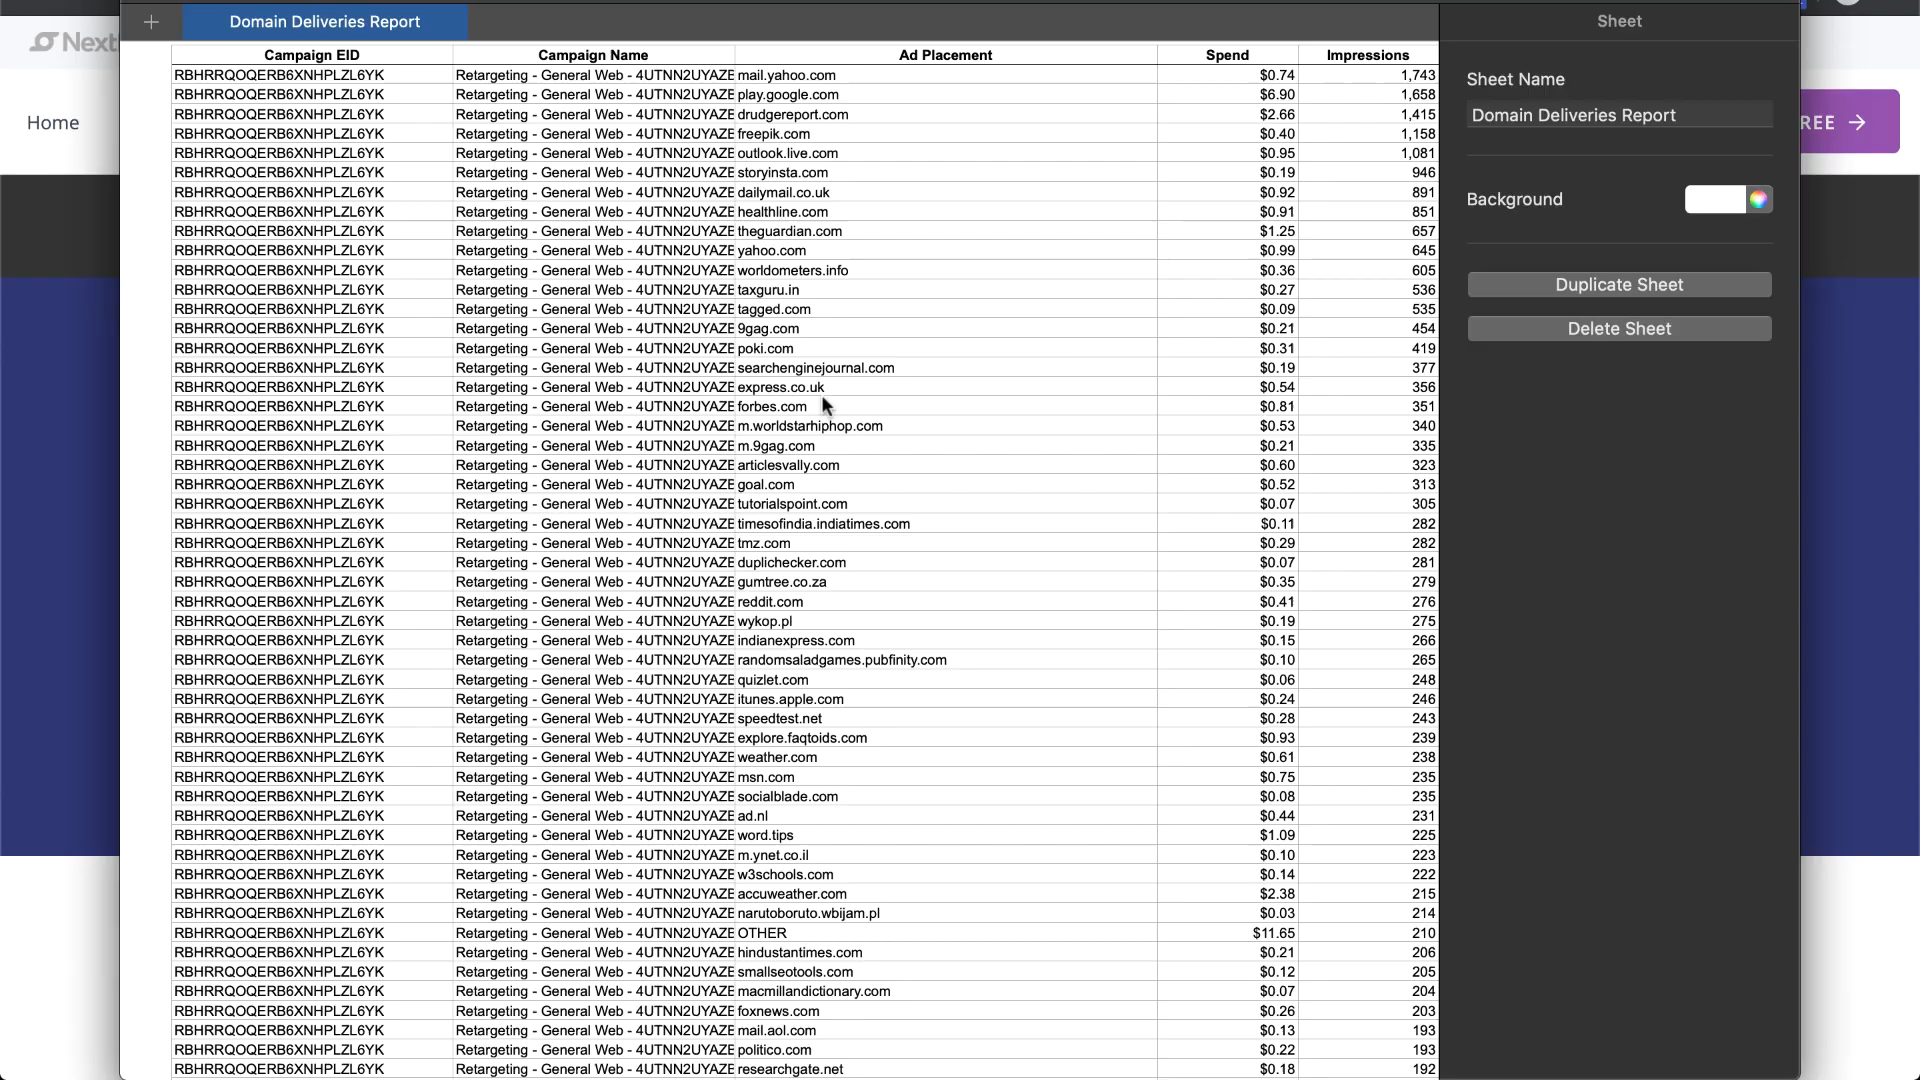 Next
Home
REE →
+
Domain Deliveries Report
Campaign EID Campaign Name Ad Placement Spend Impressions
RBHRRQOQERB6XNHPLZL6YK Retargeting - General Web - 4UTNN2UYAZE mail.yahoo.com $0.74 1,743
RBHRRQOQERB6XNHPLZL6YK Retargeting - General Web - 4UTNN2UYAZE play.google.com $6.90 1,658
RBHRRQOQERB6XNHPLZL6YK Retargeting - General Web - 4UTNN2UYAZE drudgereport.com $2.66 1,415
RBHRRQOQERB6XNHPLZL6YK Retargeting - General Web - 4UTNN2UYAZE freepik.com $0.40 1,158
RBHRRQOQERB6XNHPLZL6YK Retargeting - General Web - 4UTNN2UYAZE outlook.live.com $0.95 1,081
RBHRRQOQERB6XNHPLZL6YK Retargeting - General Web - 4UTNN2UYAZE storyinsta.com $0.19 946
RBHRRQOQERB6XNHPLZL6YK Retargeting - General Web - 4UTNN2UYAZE dailymail.co.uk $0.92 891
RBHRRQOQERB6XNHPLZL6YK Retargeting - General Web - 4UTNN2UYAZE healthline.com $0.91 851
RBHRRQOQERB6XNHPLZL6YK Retargeting - General Web - 4UTNN2UYAZE theguardian.com $1.25 657
RBHRRQOQERB6XNHPLZL6YK Retargeting - General Web - 4UTNN2UYAZE yahoo.com $0.99 645
RBHRRQOQERB6XNHPLZL6YK Retargeting - General Web - 4UTNN2UYAZE worldometers.info $0.36 605
RBHRRQOQERB6XNHPLZL6YK Retargeting - General Web - 4UTNN2UYAZE taxguru.in $0.27 536
RBHRRQOQERB6XNHPLZL6YK Retargeting - General Web - 4UTNN2UYAZE tagged.com $0.09 535
RBHRRQOQERB6XNHPLZL6YK Retargeting - General Web - 4UTNN2UYAZE 9gag.com $0.21 454
RBHRRQOQERB6XNHPLZL6YK Retargeting - General Web - 4UTNN2UYAZE poki.com $0.31 419
RBHRRQOQERB6XNHPLZL6YK Retargeting - General Web - 4UTNN2UYAZE searchenginejournal.com $0.19 377
RBHRRQOQERB6XNHPLZL6YK Retargeting - General Web - 4UTNN2UYAZE express.co.uk $0.54 356
RBHRRQOQERB6XNHPLZL6YK Retargeting - General Web - 4UTNN2UYAZE forbes.com $0.81 351
RBHRRQOQERB6XNHPLZL6YK Retargeting - General Web - 4UTNN2UYAZE m.worldstarhiphop.com $0.53 340
RBHRRQOQERB6XNHPLZL6YK Retargeting - General Web - 4UTNN2UYAZE m.9gag.com $0.21 335
RBHRRQOQERB6XNHPLZL6YK Retargeting - General Web - 4UTNN2UYAZE articlesvally.com $0.60 323
RBHRRQOQERB6XNHPLZL6YK Retargeting - General Web - 4UTNN2UYAZE goal.com $0.52 313
RBHRRQOQERB6XNHPLZL6YK Retargeting - General Web - 4UTNN2UYAZE tutorialspoint.com $0.07 305
RBHRRQOQERB6XNHPLZL6YK Retargeting - General Web - 4UTNN2UYAZE timesofindia.indiatimes.com $0.11 282
RBHRRQOQERB6XNHPLZL6YK Retargeting - General Web - 4UTNN2UYAZE tmz.com $0.29 282
RBHRRQOQERB6XNHPLZL6YK Retargeting - General Web - 4UTNN2UYAZE duplichecker.com $0.07 281
RBHRRQOQERB6XNHPLZL6YK Retargeting - General Web - 4UTNN2UYAZE gumtree.co.za $0.35 279
RBHRRQOQERB6XNHPLZL6YK Retargeting - General Web - 4UTNN2UYAZE reddit.com $0.41 276
RBHRRQOQERB6XNHPLZL6YK Retargeting - General Web - 4UTNN2UYAZE wykop.pl $0.19 275
RBHRRQOQERB6XNHPLZL6YK Retargeting - General Web - 4UTNN2UYAZE indianexpress.com $0.15 266
RBHRRQOQERB6XNHPLZL6YK Retargeting - General Web - 4UTNN2UYAZE randomsaladgames.pubfinity.com $0.10 265
RBHRRQOQERB6XNHPLZL6YK Retargeting - General Web - 4UTNN2UYAZE quizlet.com $0.06 248
RBHRRQOQERB6XNHPLZL6YK Retargeting - General Web - 4UTNN2UYAZE itunes.apple.com $0.24 246
RBHRRQOQERB6XNHPLZL6YK Retargeting - General Web - 4UTNN2UYAZE speedtest.net $0.28 243
RBHRRQOQERB6XNHPLZL6YK Retargeting - General Web - 4UTNN2UYAZE explore.faqtoids.com $0.93 239
RBHRRQOQERB6XNHPLZL6YK Retargeting - General Web - 4UTNN2UYAZE weather.com $0.61 238
RBHRRQOQERB6XNHPLZL6YK Retargeting - General Web - 4UTNN2UYAZE msn.com $0.75 235
RBHRRQOQERB6XNHPLZL6YK Retargeting - General Web - 4UTNN2UYAZE socialblade.com $0.08 235
RBHRRQOQERB6XNHPLZL6YK Retargeting - General Web - 4UTNN2UYAZE ad.nl $0.44 231
RBHRRQOQERB6XNHPLZL6YK Retargeting - General Web - 4UTNN2UYAZE word.tips $1.09 225
RBHRRQOQERB6XNHPLZL6YK Retargeting - General Web - 4UTNN2UYAZE m.ynet.co.il $0.10 223
RBHRRQOQERB6XNHPLZL6YK Retargeting - General Web - 4UTNN2UYAZE w3schools.com $0.14 222
RBHRRQOQERB6XNHPLZL6YK Retargeting - General Web - 4UTNN2UYAZE accuweather.com $2.38 215
RBHRRQOQERB6XNHPLZL6YK Retargeting - General Web - 4UTNN2UYAZE narutoboruto.wbijam.pl $0.03 214
RBHRRQOQERB6XNHPLZL6YK Retargeting - General Web - 4UTNN2UYAZE OTHER $11.65 210
RBHRRQOQERB6XNHPLZL6YK Retargeting - General Web - 4UTNN2UYAZE hindustantimes.com $0.21 206
RBHRRQOQERB6XNHPLZL6YK Retargeting - General Web - 4UTNN2UYAZE smallseotools.com $0.12 205
RBHRRQOQERB6XNHPLZL6YK Retargeting - General Web - 4UTNN2UYAZE macmillandictionary.com $0.07 204
RBHRRQOQERB6XNHPLZL6YK Retargeting - General Web - 4UTNN2UYAZE foxnews.com $0.26 203
RBHRRQOQERB6XNHPLZL6YK Retargeting - General Web - 4UTNN2UYAZE mail.aol.com $0.13 193
RBHRRQOQERB6XNHPLZL6YK Retargeting - General Web - 4UTNN2UYAZE politico.com $0.22 193
RBHRRQOQERB6XNHPLZL6YK Retargeting - General Web - 4UTNN2UYAZE researchgate.net $0.18 192
Sheet
Sheet Name
Domain Deliveries Report
Background
Duplicate Sheet
Delete Sheet